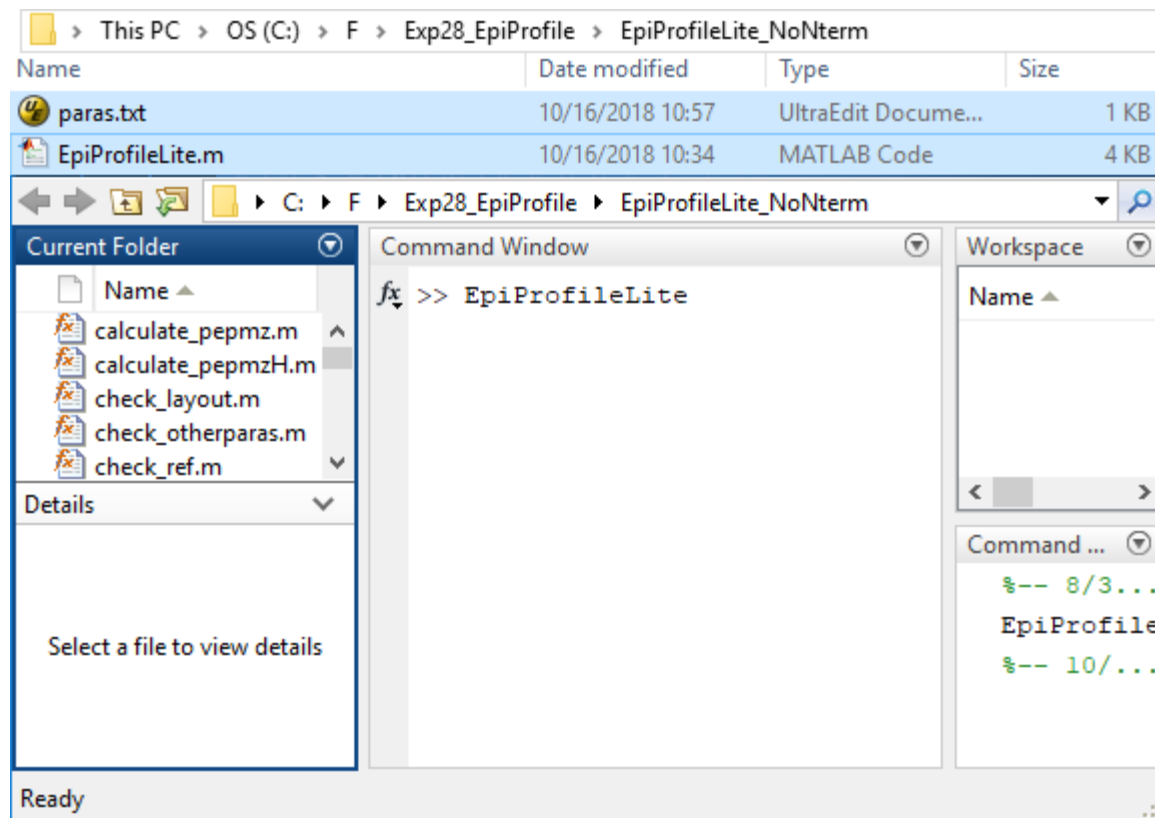 This PC > OS (C:) > F > Exp28_EpiProfile > EpiProfileLite_NoNterm
Name Date modified Type Size
paras.txt 10/16/2018 10:57 UltraEdit Docume... 1 KB
EpiProfileLite.m 10/16/2018 10:34 MATLAB Code 4 KB
C: F Exp28_EpiProfile EpiProfileLite_NoNterm
Current Folder
Name
calculate_pepmz.m
calculate_pepmzH.m
check_layout.m
check_otherparas.m
check_ref.m
Details
Select a file to view details
Command Window
fx >> EpiProfileLite
Workspace
Name
Command ...
%-- 8/3...
EpiProfile
%-- 10/...
Ready